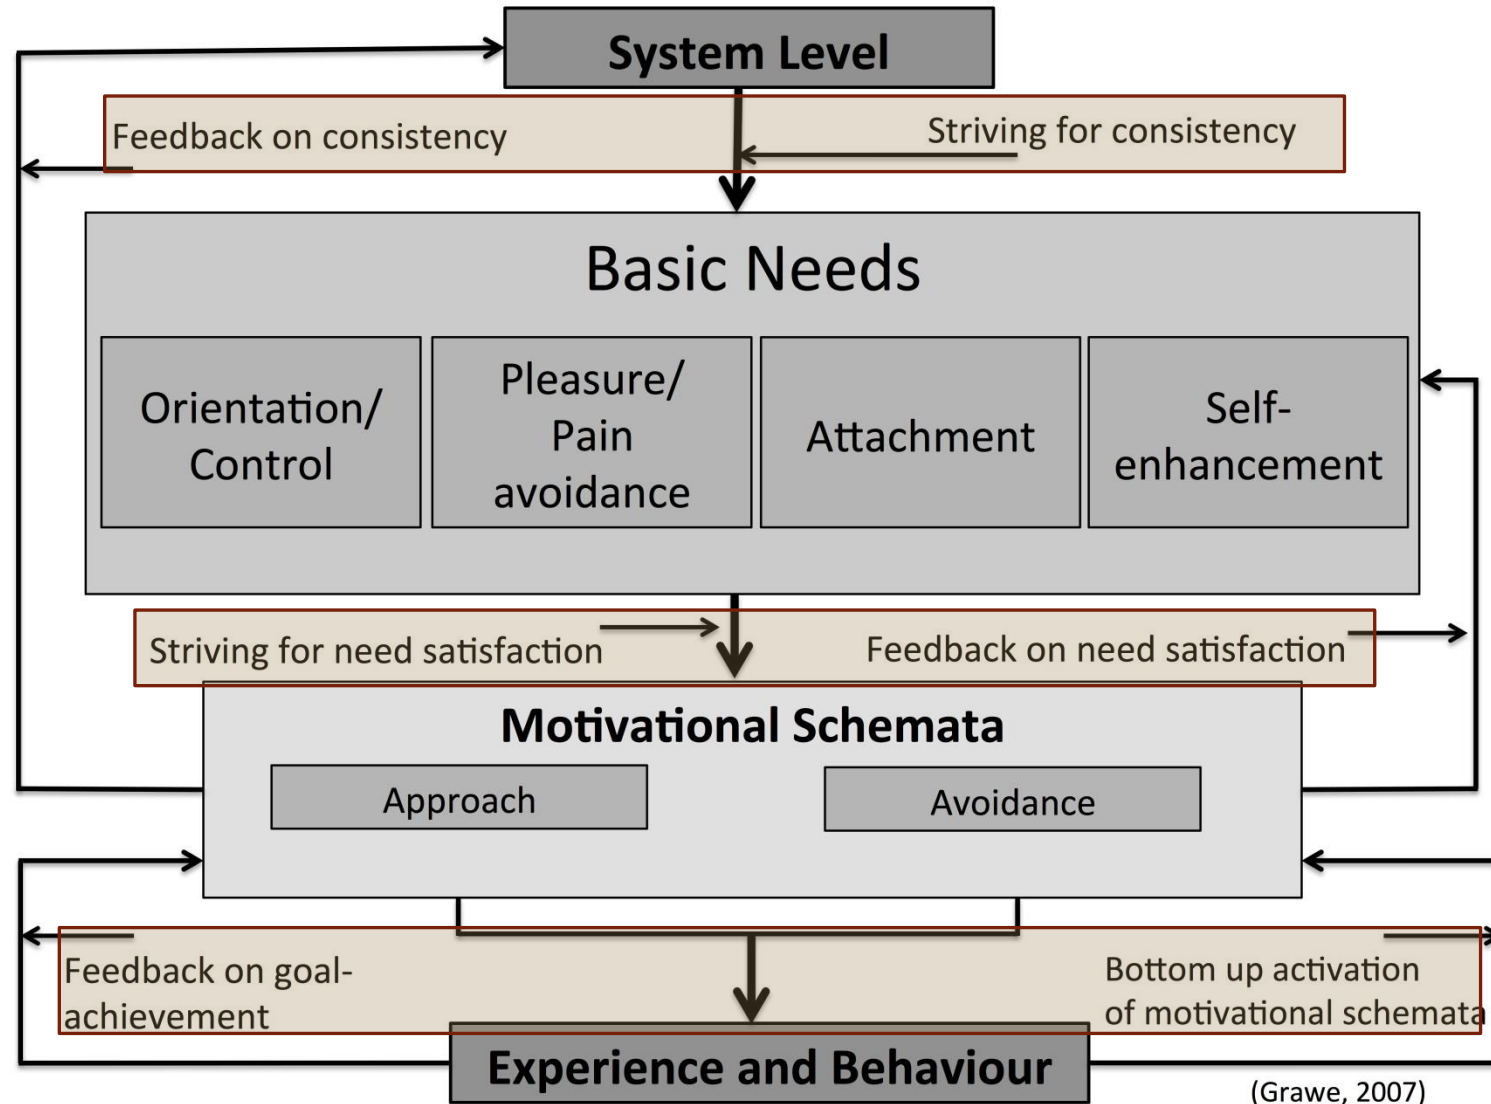 System Level
Feedback on consistency
Striving for consistency
Basic Needs
Orientation/
Control
Pleasure/
Pain
avoidance
Attachment
Self-
enhancement
Striving for need satisfaction
Feedback on need satisfaction
Motivational Schemata
Approach
Avoidance
Feedback on goal-
achievement
Bottom up activation
of motivational schemata
Experience and Behaviour
(Grawe, 2007)